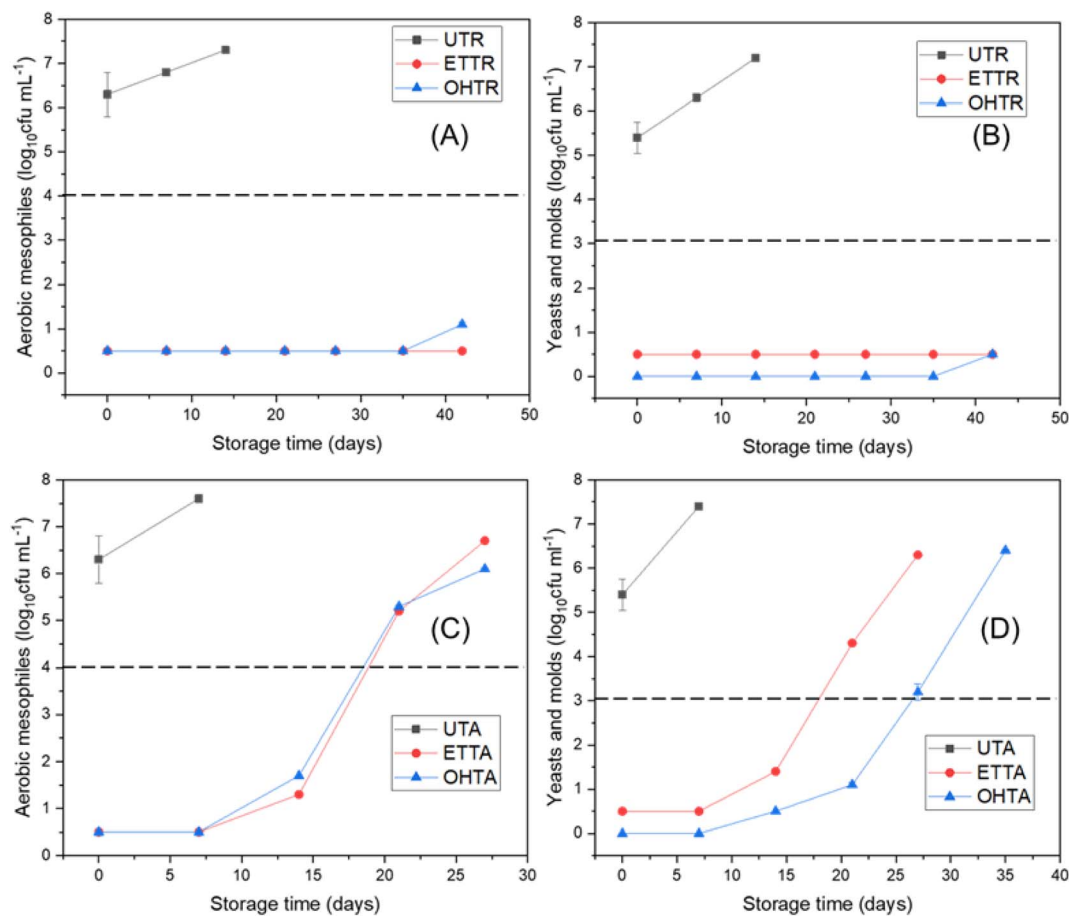 Aerobic mesophiles (log₁₀cfu mL⁻¹)
8
7
6
5
4
3
2
1
0
UTR
ETTR
OHTR
(A)
0 10 20 30 40 50
Storage time (days)
Yeasts and molds (log₁₀cfu mL⁻¹)
8
7
6
5
4
3
2
1
0
UTR
ETTR
OHTR
(B)
0 10 20 30 40 50
Storage time (days)
Aerobic mesophiles (log₁₀cfu mL⁻¹)
8
7
6
5
4
3
2
1
0
(C)
UTA
ETTA
OHTA
0 5 10 15 20 25 30
Storage time (days)
Yeasts and molds (log₁₀cfu ml⁻¹)
8
7
6
5
4
3
2
1
0
(D)
UTA
ETTA
OHTA
0 5 10 15 20 25 30 35 40
Storage time (days)